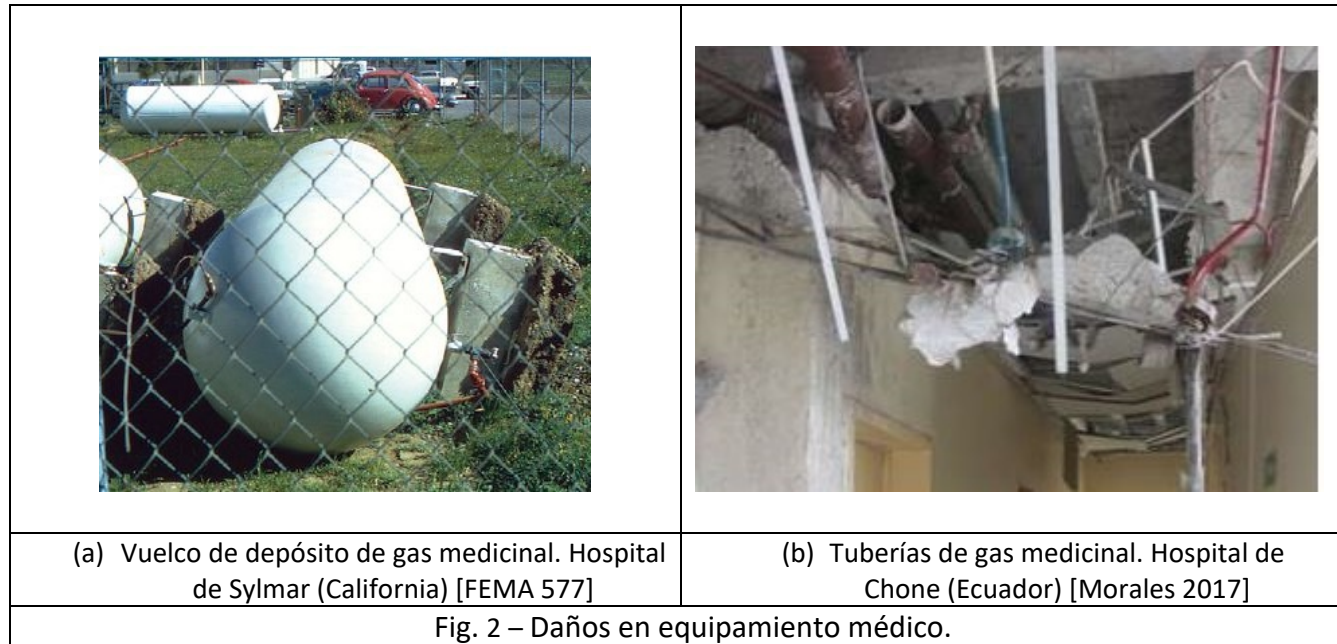 (a) Vuelco de depósito de gas medicinal. Hospital
de Sylmar (California) [FEMA 577]
(b) Tuberías de gas medicinal. Hospital de
Chone (Ecuador) [Morales 2017]
Fig. 2 – Daños en equipamiento médico.